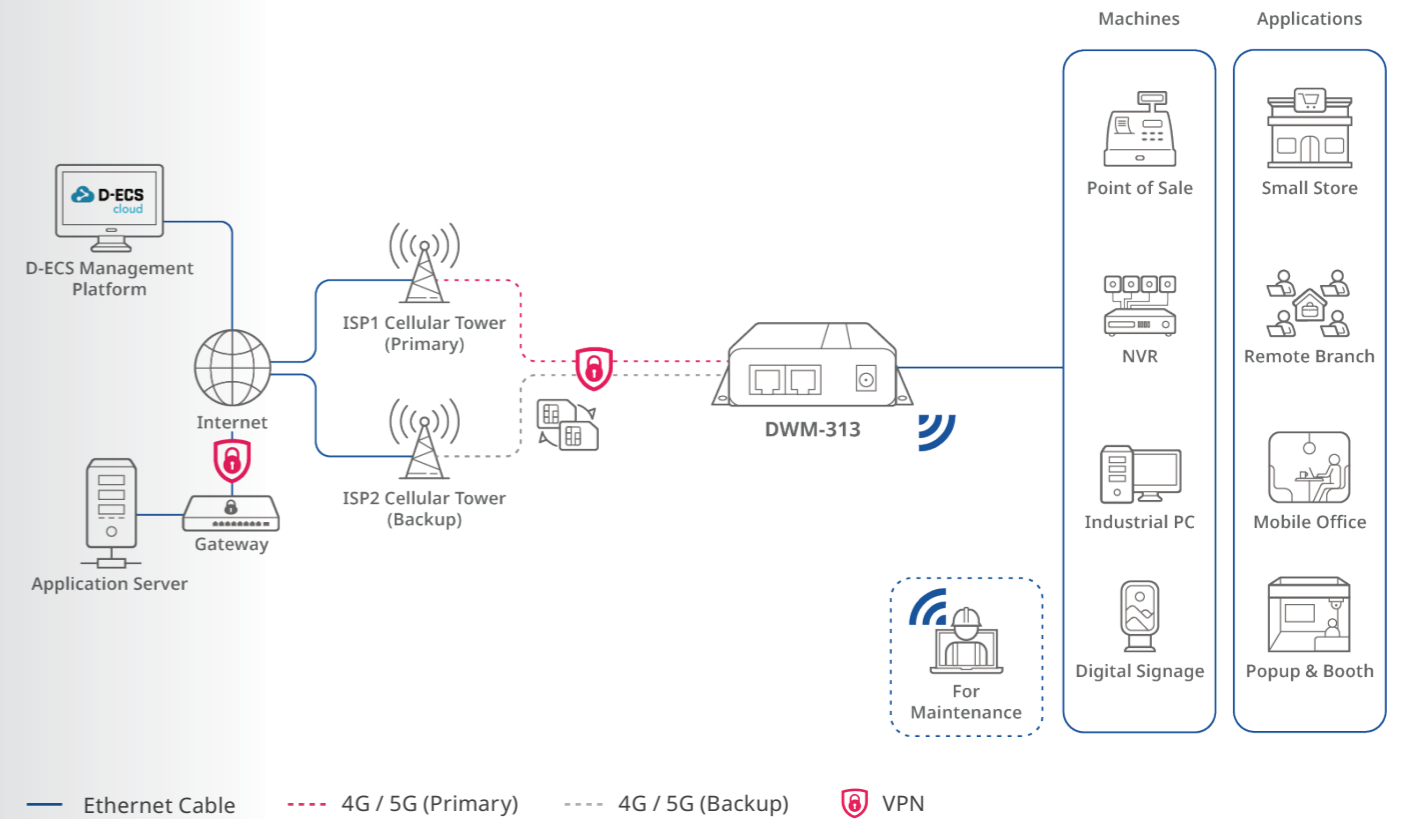 Machines
Applications
D-ECS
cloud
D-ECS Management
Platform
ISP1 Cellular Tower
(Primary)
Internet
ISP2 Cellular Tower
(Backup)
Gateway
Application Server
DWM-313
Point of Sale
Small Store
NVR
Remote Branch
Industrial PC
Mobile Office
Digital Signage
Popup & Booth
For
Maintenance
Ethernet Cable
4G / 5G (Primary)
4G / 5G (Backup)
VPN